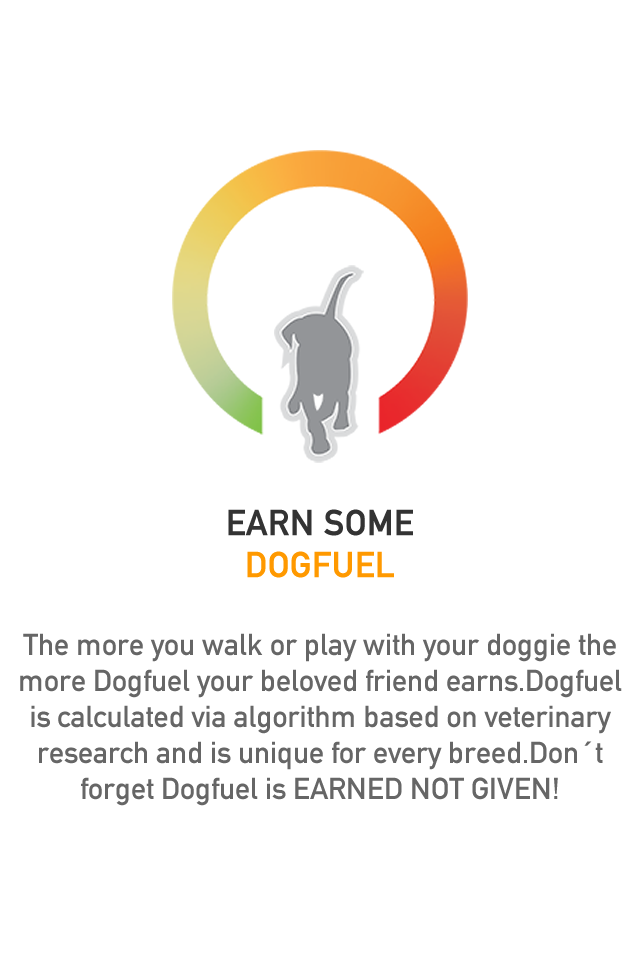 EARN SOME
DOGFUEL
The more you walk or play with your doggie the
more Dogfuel your beloved friend earns.Dogfuel
is calculated via algorithm based on veterinary
research and is unique for every breed.Don´t
forget Dogfuel is EARNED NOT GIVEN!